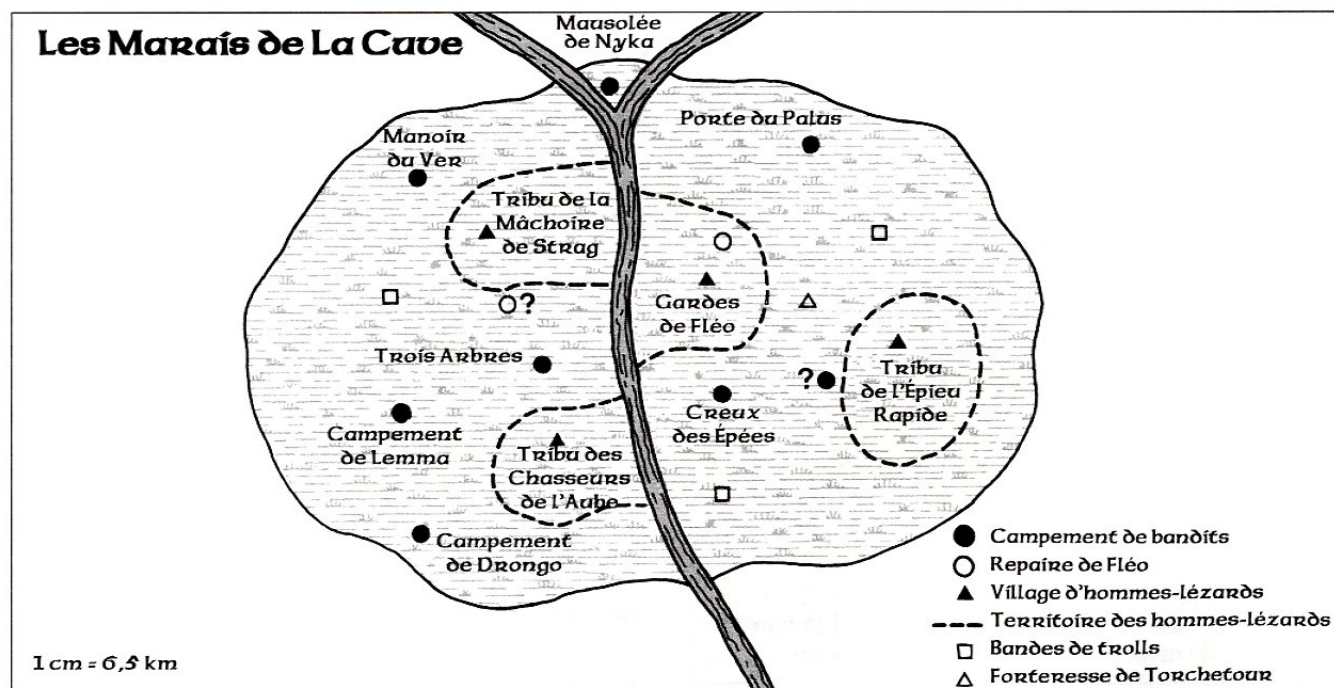 Les Marais de La Cuve
Mausolée
de Nyka
Porte du Palus
Manoir
du Ver
Tribu de la
Mâchoire
de Strag
Gardes
de Fléo
?
Trois Arbres
?
Tribu
de l'Épieu
Rapide
Creux
des Épées
Campement
de Lemma
Tribu des
Chasseurs
de l'Aube
Campement
de Drongo
Campement de bandits
Repaire de Fléo
Village d'hommes-lézards
Territoire des hommes-lézards
Bandes de trolls
Forteresse de Torchetour
1 cm = 6,5 km